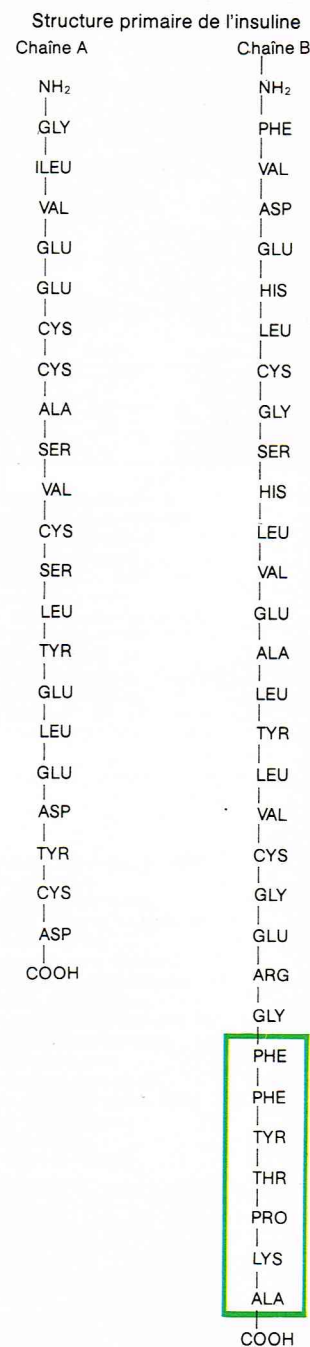 Structure primaire de l'insuline
Chaîne A
NH₂
GLY
ILEU
VAL
GLU
GLU
CYS
CYS
ALA
SER
VAL
CYS
SER
LEU
TYR
GLU
LEU
GLU
ASP
TYR
CYS
ASP
COOH
Chaîne B
NH₂
PHE
VAL
ASP
GLU
HIS
LEU
CYS
GLY
SER
HIS
LEU
VAL
GLU
ALA
LEU
TYR
LEU
VAL
CYS
GLY
GLU
ARG
GLY
PHE
PHE
TYR
THR
PRO
LYS
ALA
COOH